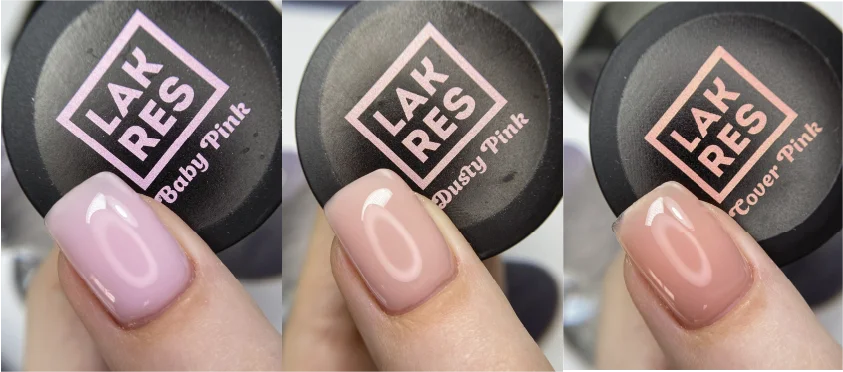 LAK
RES
Baby Pink
LAK
RES
Dusty Pink
LAK
RES
Cover Pink